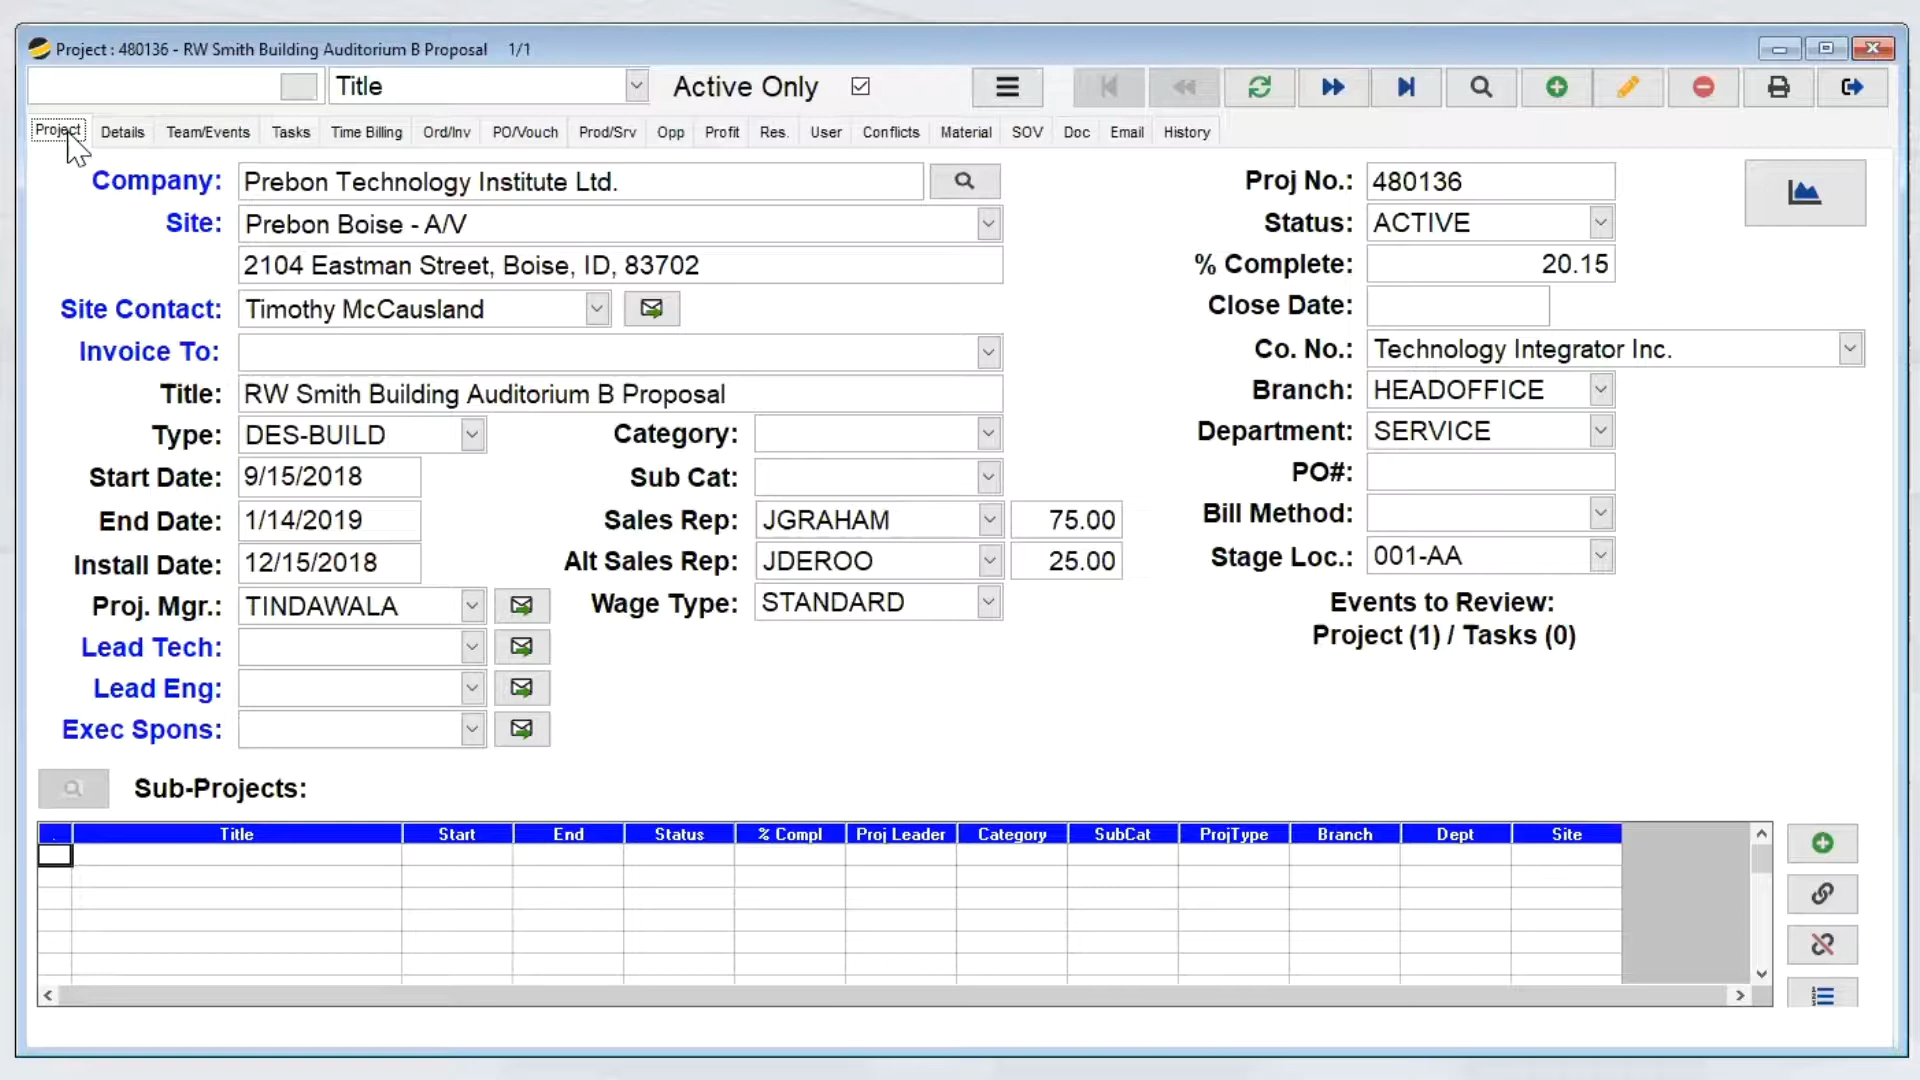 Project : 480136 - RW Smith Building Auditorium B Proposal 1/1
Title Active Only
Project Details Team/Events Tasks Time Billing Ord/Inv PO/Vouch Prod/Srv Opp Profit Res. User Conflicts Material SOV Doc Email History
Company: Prebon Technology Institute Ltd. Proj No.: 480136
Site: Prebon Boise - A/V Status: ACTIVE
2104 Eastman Street, Boise, ID, 83702 % Complete: 20.15
Site Contact: Timothy McCausland Close Date:
Invoice To: Co. No.: Technology Integrator Inc.
Title: RW Smith Building Auditorium B Proposal Branch: HEADOFFICE
Type: DES-BUILD Category: Department: SERVICE
Start Date: 9/15/2018 Sub Cat: PO#:
End Date: 1/14/2019 Sales Rep: JGRAHAM 75.00 Bill Method:
Install Date: 12/15/2018 Alt Sales Rep: JDEROO 25.00 Stage Loc.: 001-AA
Proj. Mgr.: TINDAWALA Wage Type: STANDARD Events to Review:
Project (1) / Tasks (0)
Lead Tech:
Lead Eng:
Exec Spons:
Sub-Projects:
. Title Start End Status % Compl Proj Leader Category SubCat ProjType Branch Dept Site